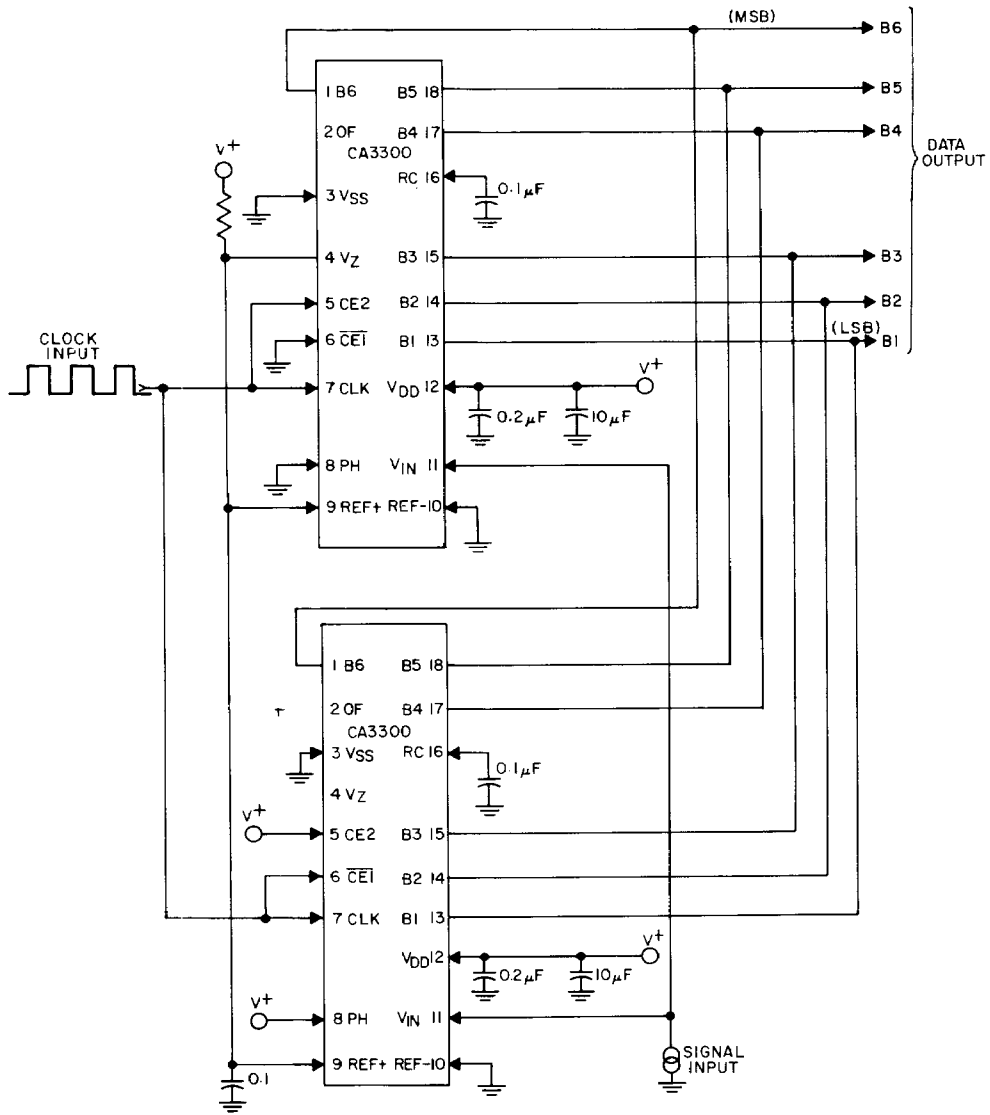 (MSB)
B6
B5
B4
DATA
OUTPUT
B3
B2
(LSB)
B1
1 B6 B5 18
2 OF B4 17
CA3300
V+
RC 16
0.1µF
3 VSS
4 VZ B3 15
5 CE2 B2 14
6 C̅E̅1̅ B1 13
CLOCK
INPUT
7 CLK VDD 12
V+
0.2µF 10µF
8 PH VIN 11
9 REF+ REF-10
1 B6 B5 18
2 OF B4 17
CA3300
3 VSS RC 16
0.1µF
4 VZ
V+
5 CE2 B3 15
6 C̅E̅1̅ B2 14
7 CLK B1 13
VDD12
V+
0.2µF 10µF
V+
8 PH VIN 11
SIGNAL
INPUT
9 REF+ REF-10
0.1